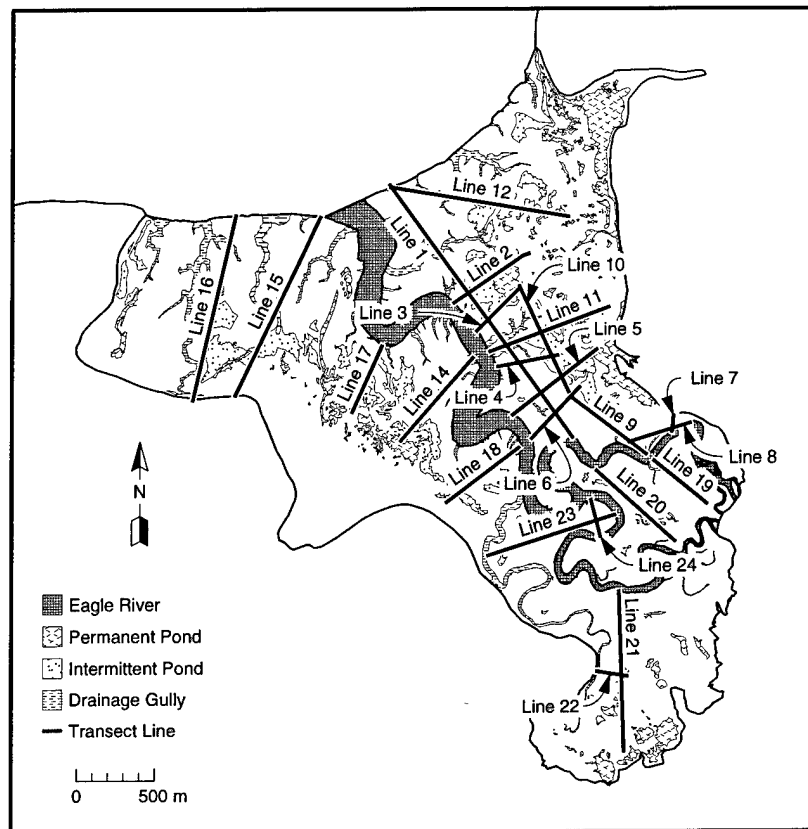 Line 12
Line 1
Line 2
Line 10
Line 16
Line 15
Line 3
Line 11
Line 5
Line 17
Line 14
Line 4
Line 7
Line 9
Line 8
Line 18
Line 6
Line 19
Line 20
Line 23
Line 24
Line 21
Line 22
N
Eagle River
Permanent Pond
Intermittent Pond
Drainage Gully
Transect Line
0 500 m